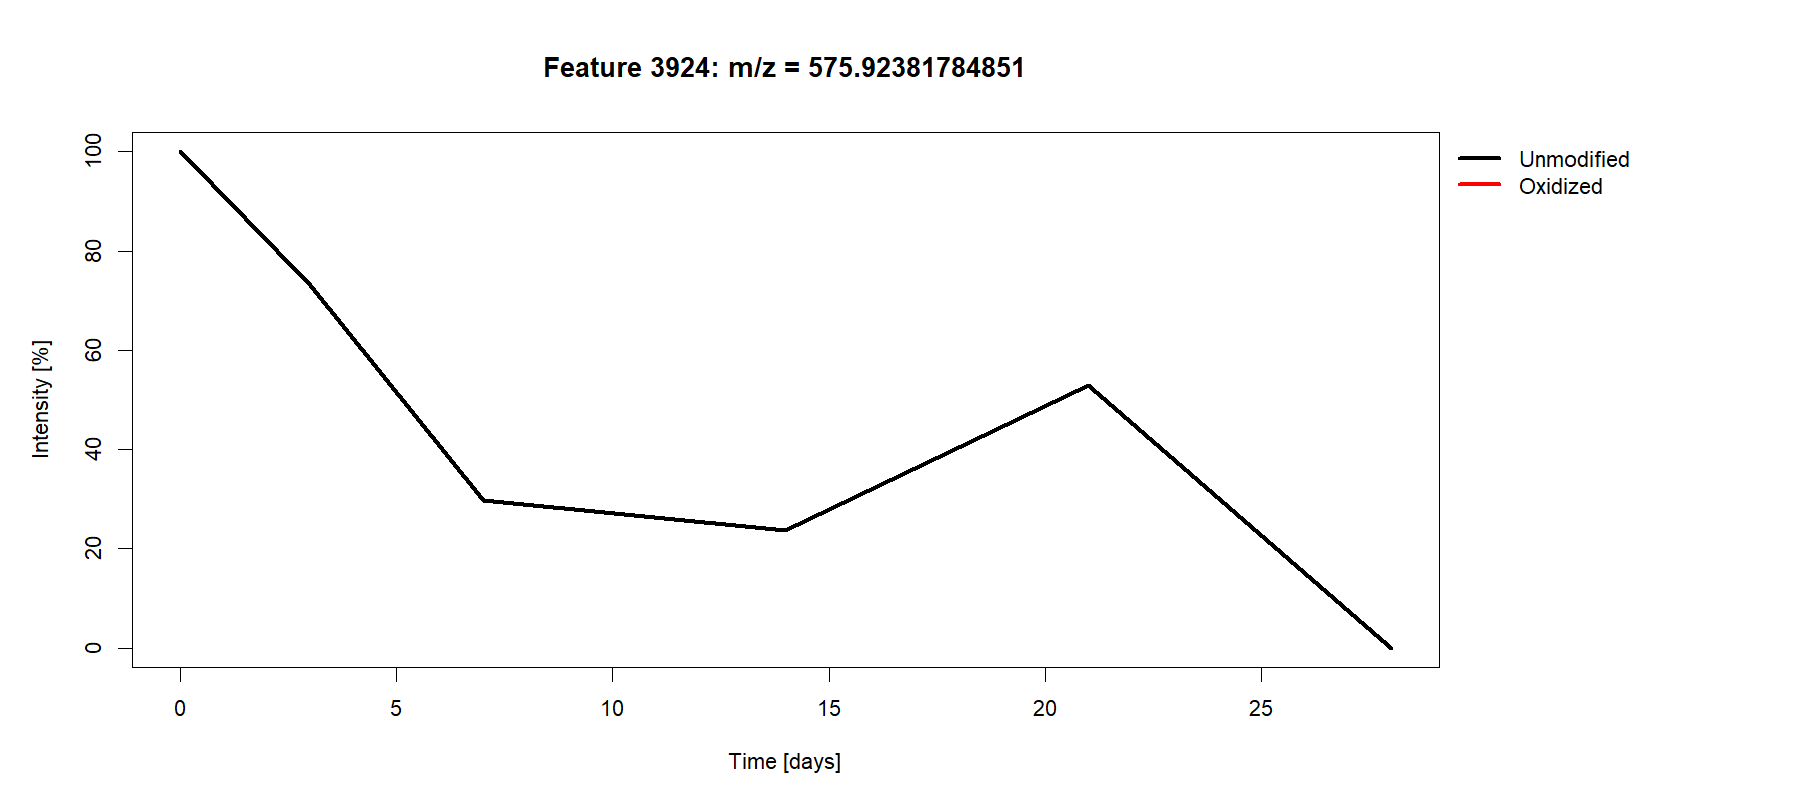 Feature 3924: m/z = 575.92381784851
Unmodified
Oxidized
Intensity [%]
100
80
60
40
20
0
0 5 10 15 20 25
Time [days]